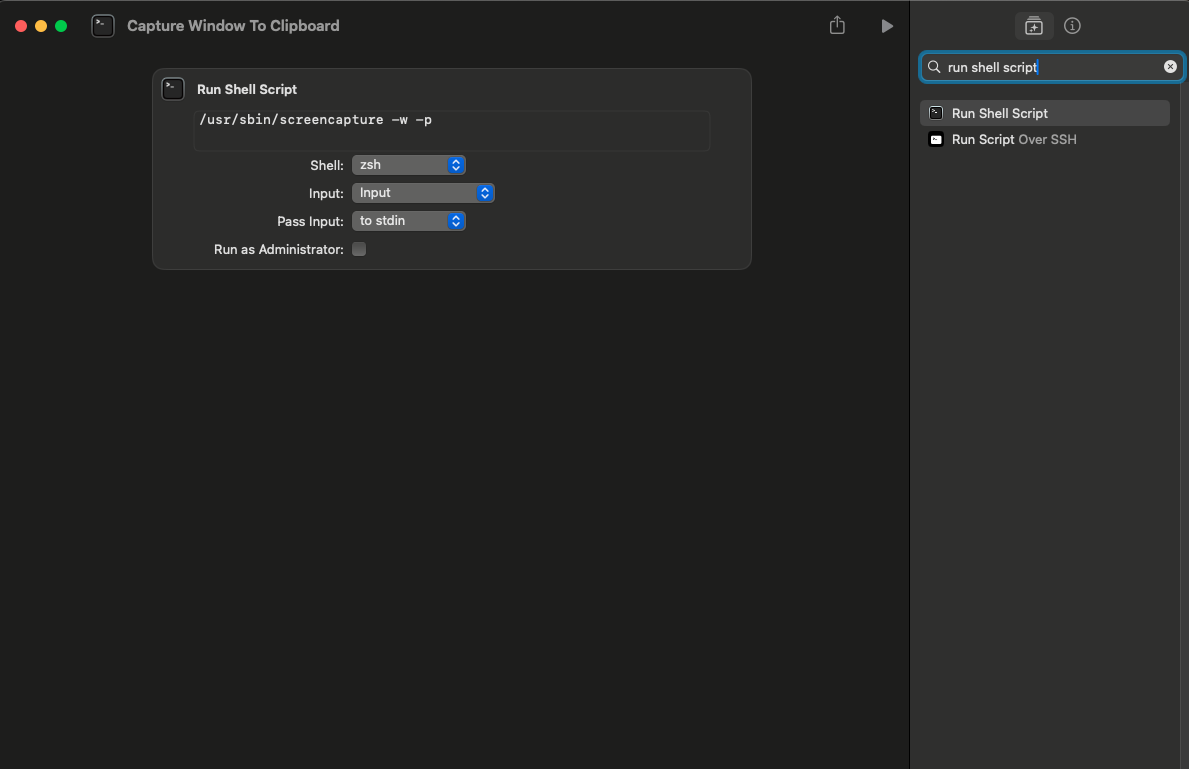 Capture Window To Clipboard
Run Shell Script
/usr/sbin/screencapture -w -p
Shell: zsh
Input: Input
Pass Input: to stdin
Run as Administrator:
run shell script
Run Shell Script
Run Script Over SSH